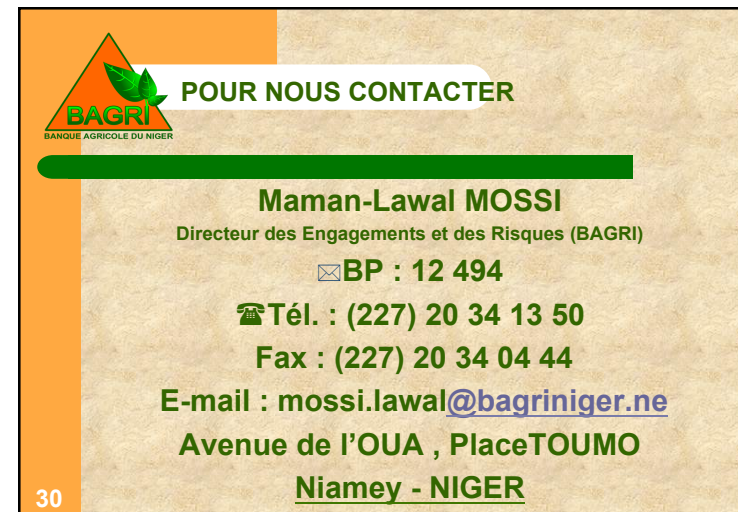 POUR NOUS CONTACTER
BAGRI
BANQUE AGRICOLE DU NIGER
Maman-Lawal MOSSI
Directeur des Engagements et des Risques (BAGRI)
✉BP : 12 494
☎Tél. : (227) 20 34 13 50
Fax : (227) 20 34 04 44
E-mail : mossi.lawal@bagriniger.ne
Avenue de l’OUA , PlaceTOUMO
Niamey - NIGER
30